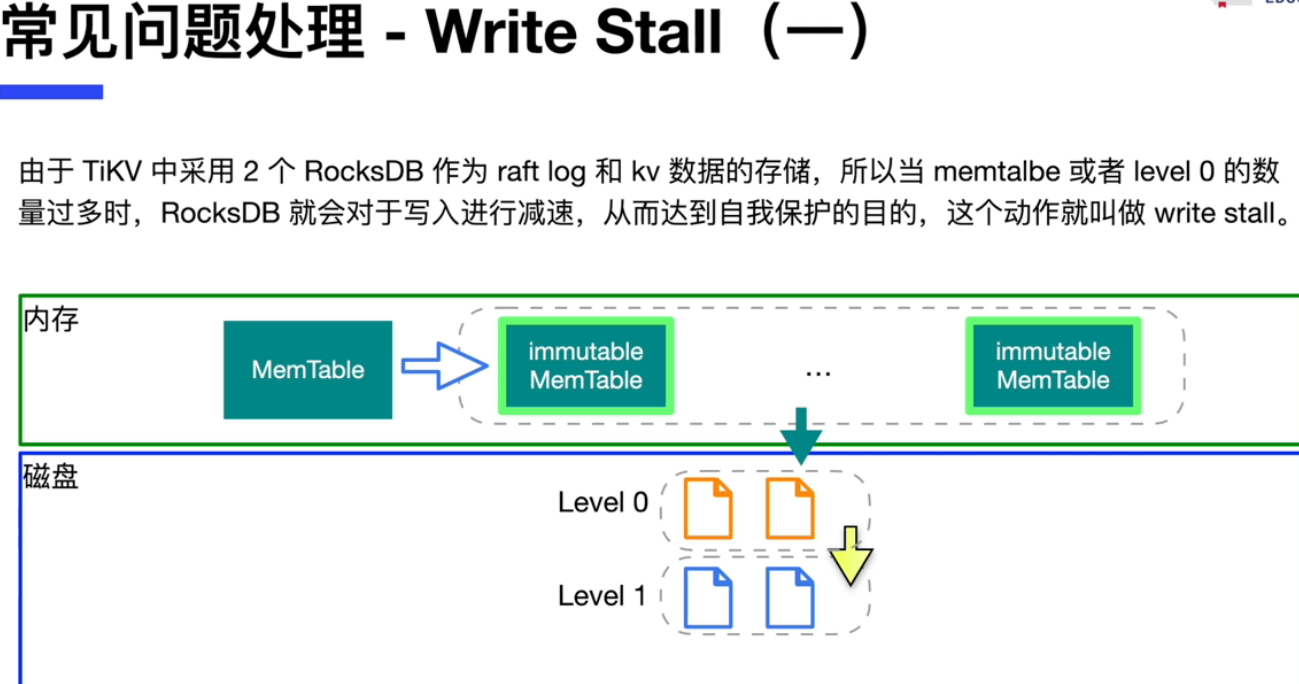 常见问题处理 - Write Stall（一）
由于 TiKV 中采用 2 个 RocksDB 作为 raft log 和 kv 数据的存储，所以当 memtalbe 或者 level 0 的数
量过多时，RocksDB 就会对于写入进行减速，从而达到自我保护的目的，这个动作就叫做 write stall。
内存
MemTable
immutable
MemTable
...
immutable
MemTable
磁盘
Level 0
Level 1